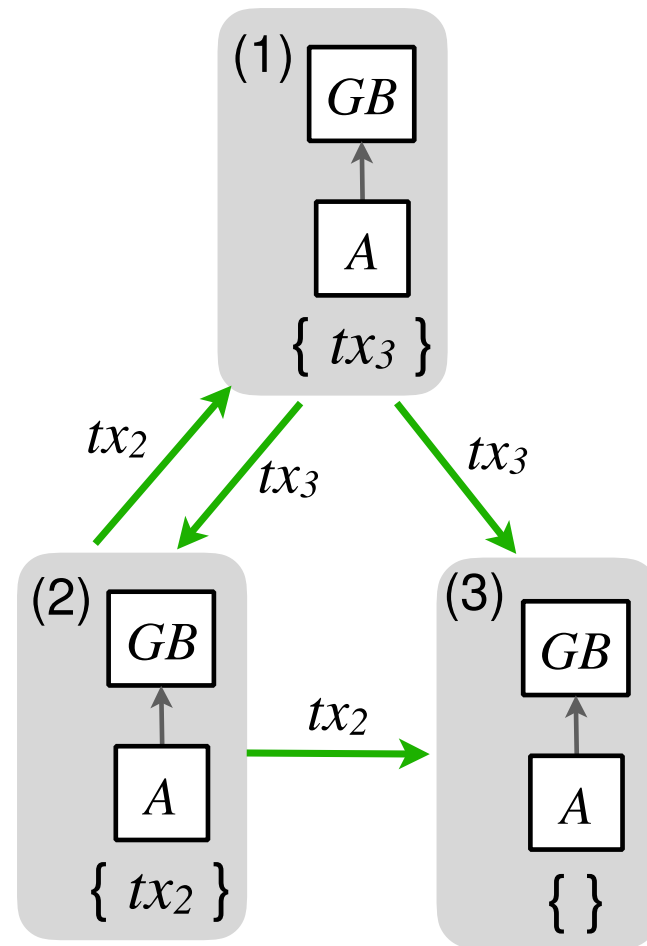 (1)
GB
A
{ tx₃ }
tx₂
tx₃
tx₃
(2)
GB
A
{ tx₂ }
tx₂
(3)
GB
A
{ }